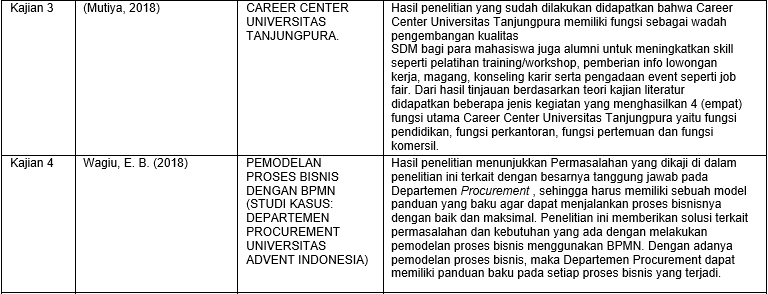 Kajian 3
(Mutiya, 2018)
CAREER CENTER
UNIVERSITAS
TANJUNGPURA.
Hasil penelitian yang sudah dilakukan didapatkan bahwa Career
Center Universitas Tanjungpura memiliki fungsi sebagai wadah
pengembangan kualitas
SDM bagi para mahasiswa juga alumni untuk meningkatkan skill
seperti pelatihan training/workshop, pemberian info lowongan
kerja, magang, konseling karir serta pengadaan event seperti job
fair. Dari hasil tinjauan berdasarkan teori kajian literatur
didapatkan beberapa jenis kegiatan yang menghasilkan 4 (empat)
fungsi utama Career Center Universitas Tanjungpura yaitu fungsi
pendidikan, fungsi perkantoran, fungsi pertemuan dan fungsi
komersil.
Kajian 4
Wagiu, E. B. (2018)
PEMODELAN
PROSES BISNIS
DENGAN BPMN
(STUDI KASUS:
DEPARTEMEN
PROCUREMENT
UNIVERSITAS
ADVENT INDONESIA)
Hasil penelitian menunjukkan Permasalahan yang dikaji di dalam
penelitian ini terkait dengan besarnya tanggung jawab pada
Departemen Procurement , sehingga harus memiliki sebuah model
panduan yang baku agar dapat menjalankan proses bisnisnya
dengan baik dan maksimal. Penelitian ini memberikan solusi terkait
permasalahan dan kebutuhan yang ada dengan melakukan
pemodelan proses bisnis menggunakan BPMN. Dengan adanya
pemodelan proses bisnis, maka Departemen Procurement dapat
memiliki panduan baku pada setiap proses bisnis yang terjadi.